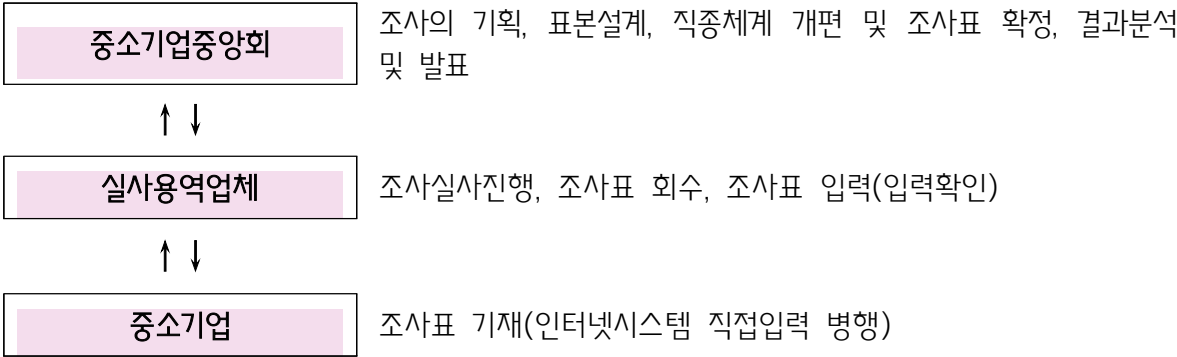 중소기업중앙회
조사의 기획, 표본설계, 직종체계 개편 및 조사표 확정, 결과분석
및 발표
↑ ↓
실사용역업체
조사실사진행, 조사표 회수, 조사표 입력(입력확인)
↑ ↓
중소기업
조사표 기재(인터넷시스템 직접입력 병행)